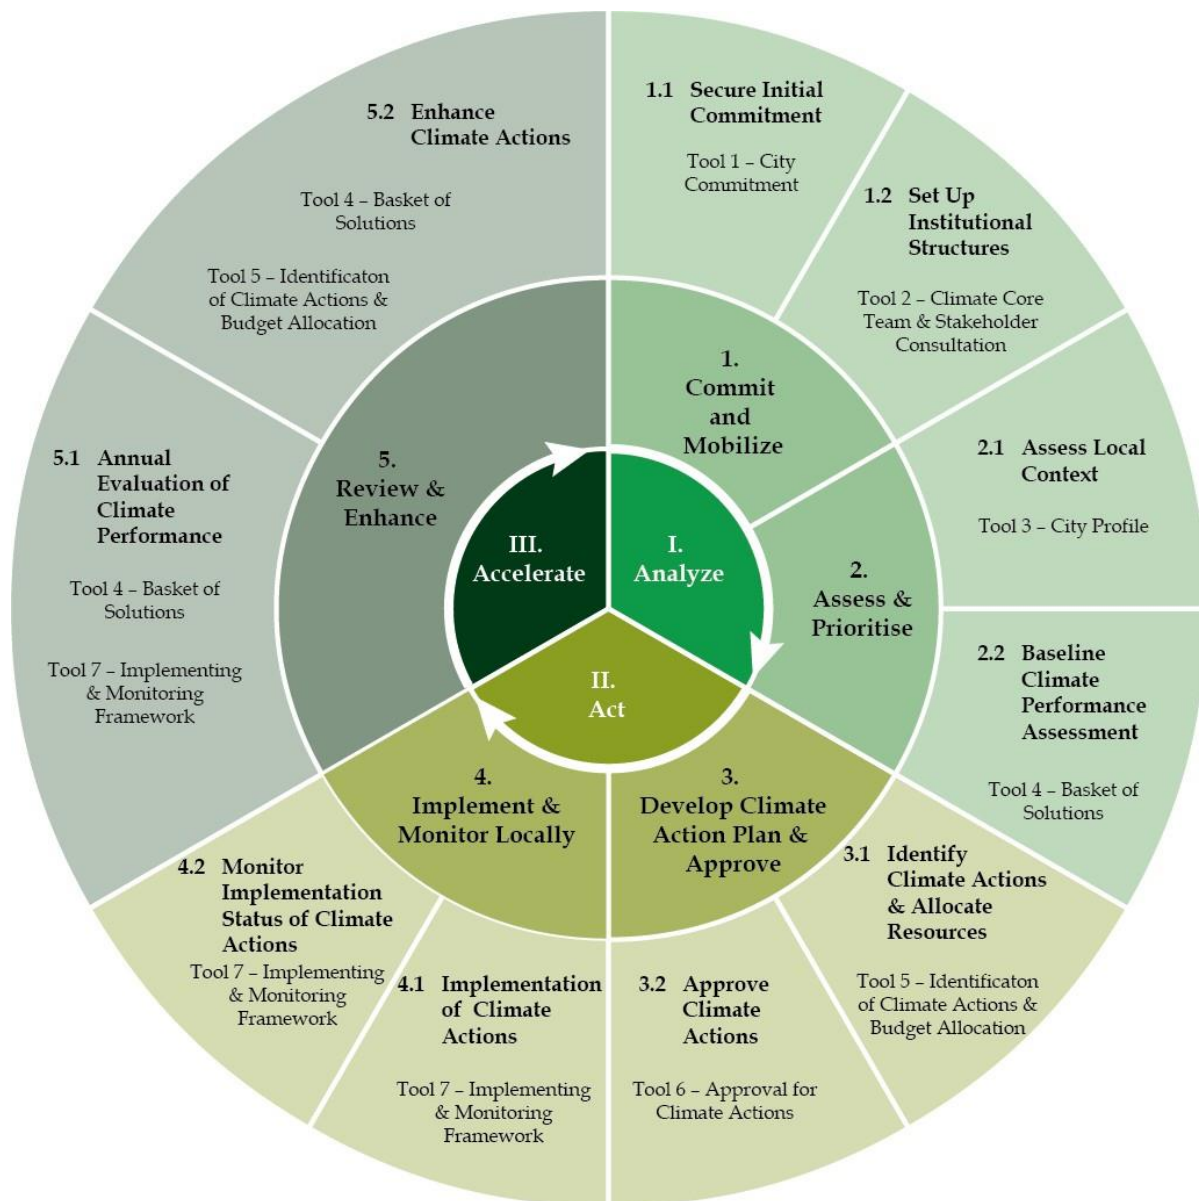 I.
Analyze
II.
Act
III.
Accelerate
1.
Commit
and
Mobilize
1.1 Secure Initial
Commitment
Tool 1 – City
Commitment
1.2 Set Up
Institutional
Structures
Tool 2 – Climate Core
Team & Stakeholder
Consultation
2.
Assess &
Prioritise
2.1 Assess Local
Context
Tool 3 – City Profile
2.2 Baseline
Climate
Performance
Assessment
Tool 4 – Basket of
Solutions
3.
Develop Climate
Action Plan &
Approve
3.1 Identify
Climate Actions
& Allocate
Resources
Tool 5 – Identificaton
of Climate Actions &
Budget Allocation
3.2 Approve
Climate
Actions
Tool 6 – Approval for
Climate Actions
4.
Implement &
Monitor Locally
4.1 Implementation
of Climate
Actions
Tool 7 – Implementing
& Monitoring
Framework
4.2 Monitor
Implementation
Status of Climate
Actions
Tool 7 – Implementing
& Monitoring
Framework
5.
Review &
Enhance
5.1 Annual
Evaluation of
Climate
Performance
Tool 4 – Basket of
Solutions
Tool 7 – Implementing
& Monitoring
Framework
5.2 Enhance
Climate Actions
Tool 4 – Basket of
Solutions
Tool 5 – Identificaton
of Climate Actions &
Budget Allocation